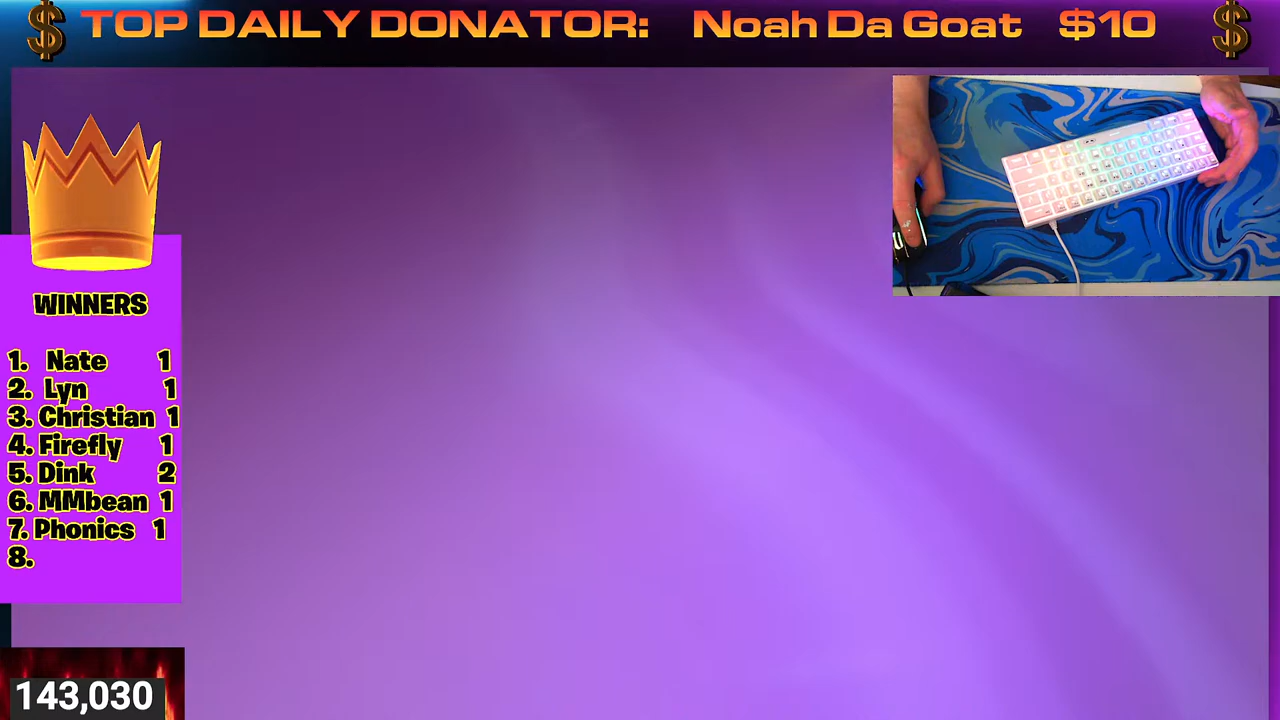 $ TOP DAILY DONATOR: Noah Da Goat $10 $
WINNERS
1. Nate 1
2. Lyn 1
3. Christian 1
4. Firefly 1
5. Dink 2
6. MMbean 1
7. Phonics 1
8.
143,030